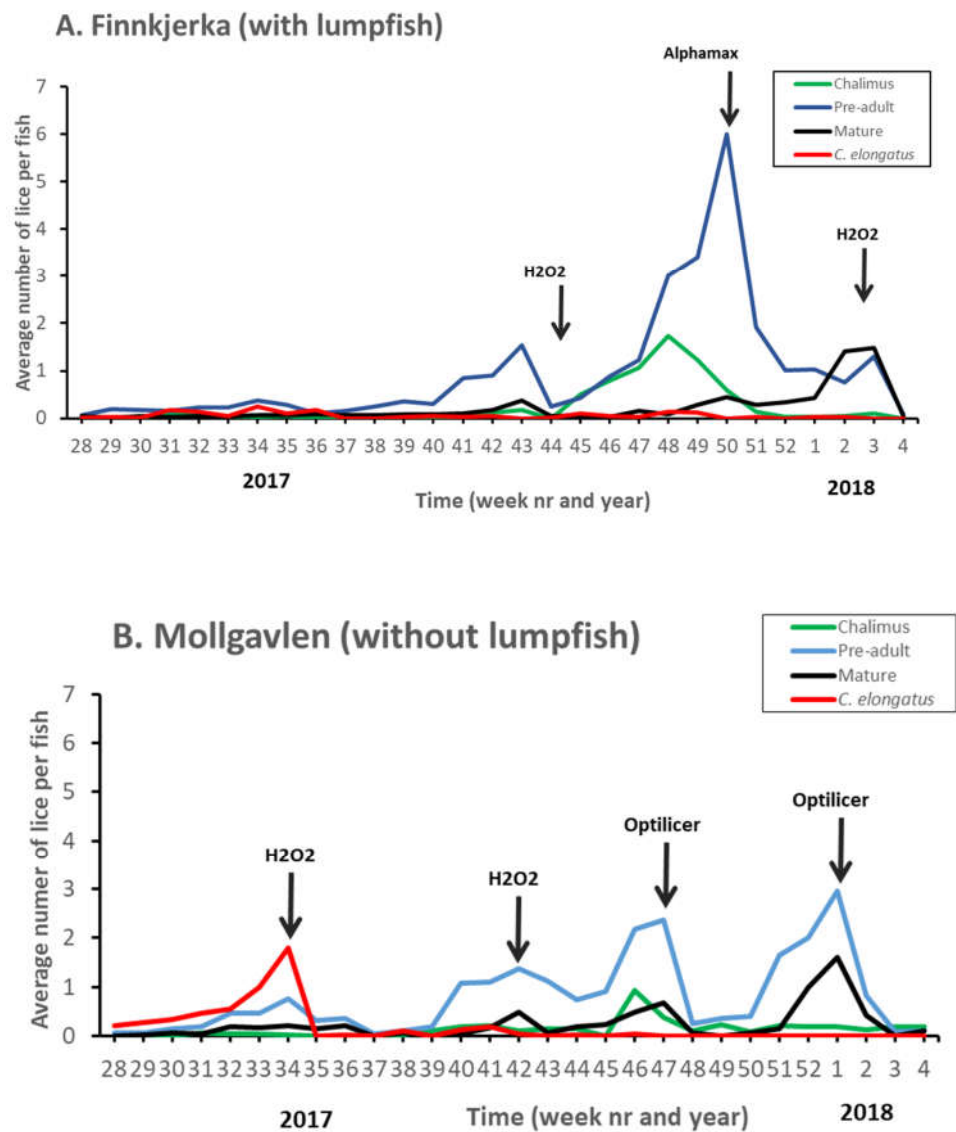 A. Finnkjerka (with lumpfish)
Alphamax
Chalimus
Pre-adult
Mature
C. elongatus
H2O2
H2O2
Average number of lice per fish
7
6
5
4
3
2
1
0
28 29 30 31 32 33 34 35 36 37 38 39 40 41 42 43 44 45 46 47 48 49 50 51 52 1 2 3 4
2017
2018
Time (week nr and year)
B. Mollgavlen (without lumpfish)
Chalimus
Pre-adult
Mature
C. elongatus
Optilicer
Optilicer
H2O2
H2O2
Average numer of lice per fish
7
6
5
4
3
2
1
0
28 29 30 31 32 33 34 35 36 37 38 39 40 41 42 43 44 45 46 47 48 49 50 51 52 1 2 3 4
2017
Time (week nr and year)
2018